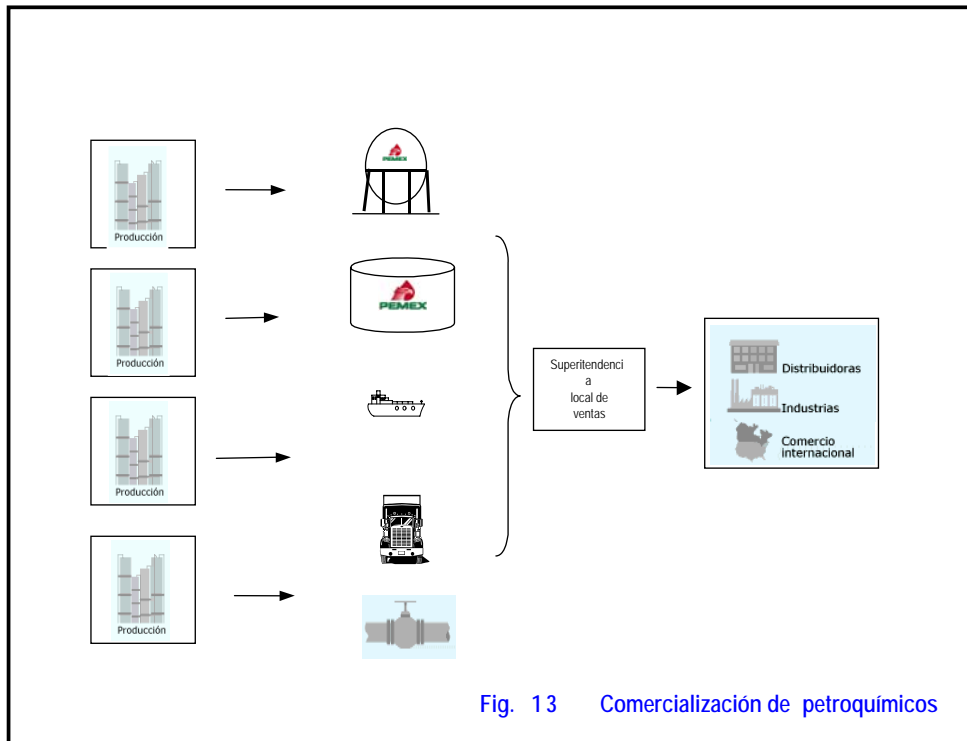 PEMEX
Producción
PEMEX
Producción
Superitendenci
a
local de
ventas
Distribuidoras
Industrias
Comercio
internacional
Producción
Producción
Fig. 13 Comercialización de petroquímicos